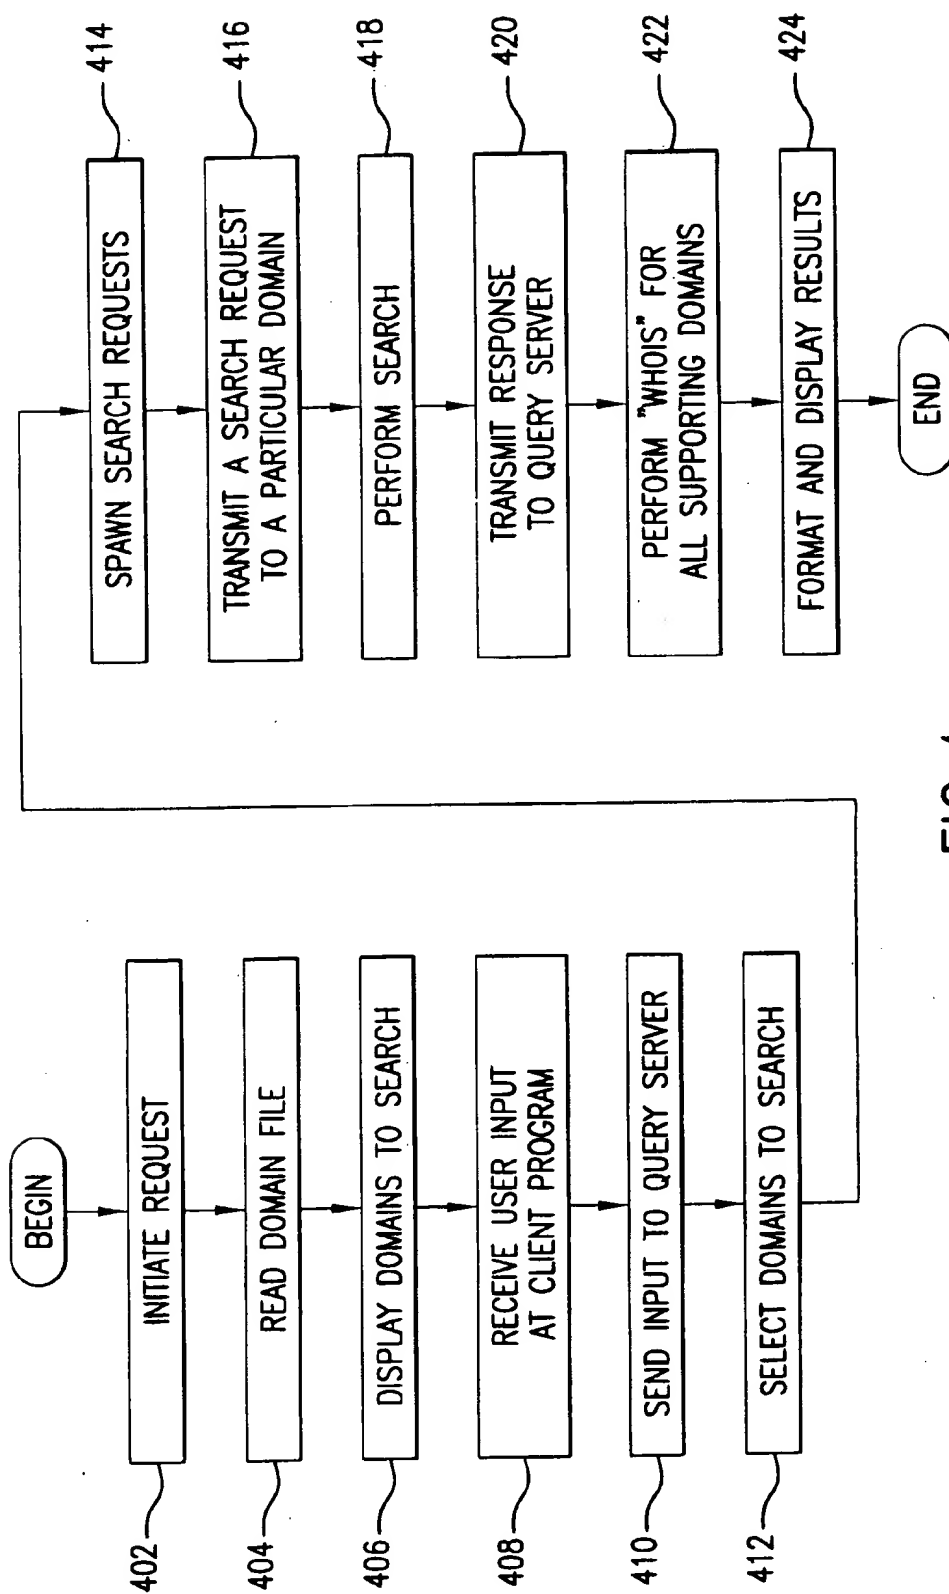 BEGIN
402
INITIATE REQUEST
404
READ DOMAIN FILE
406
DISPLAY DOMAINS TO SEARCH
408
RECEIVE USER INPUT
AT CLIENT PROGRAM
410
SEND INPUT TO QUERY SERVER
412
SELECT DOMAINS TO SEARCH
SPAWN SEARCH REQUESTS
414
TRANSMIT A SEARCH REQUEST
TO A PARTICULAR DOMAIN
416
PERFORM SEARCH
418
TRANSMIT RESPONSE
TO QUERY SERVER
420
PERFORM "WHOIS" FOR
ALL SUPPORTING DOMAINS
422
FORMAT AND DISPLAY RESULTS
424
END